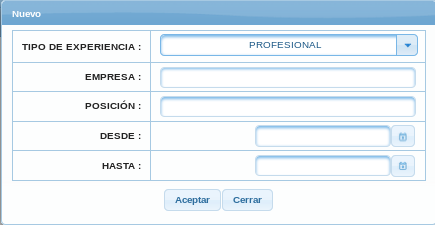 Nuevo
TIPO DE EXPERIENCIA : PROFESIONAL
EMPRESA :
POSICIÓN :
DESDE :
HASTA :
Aceptar Cerrar